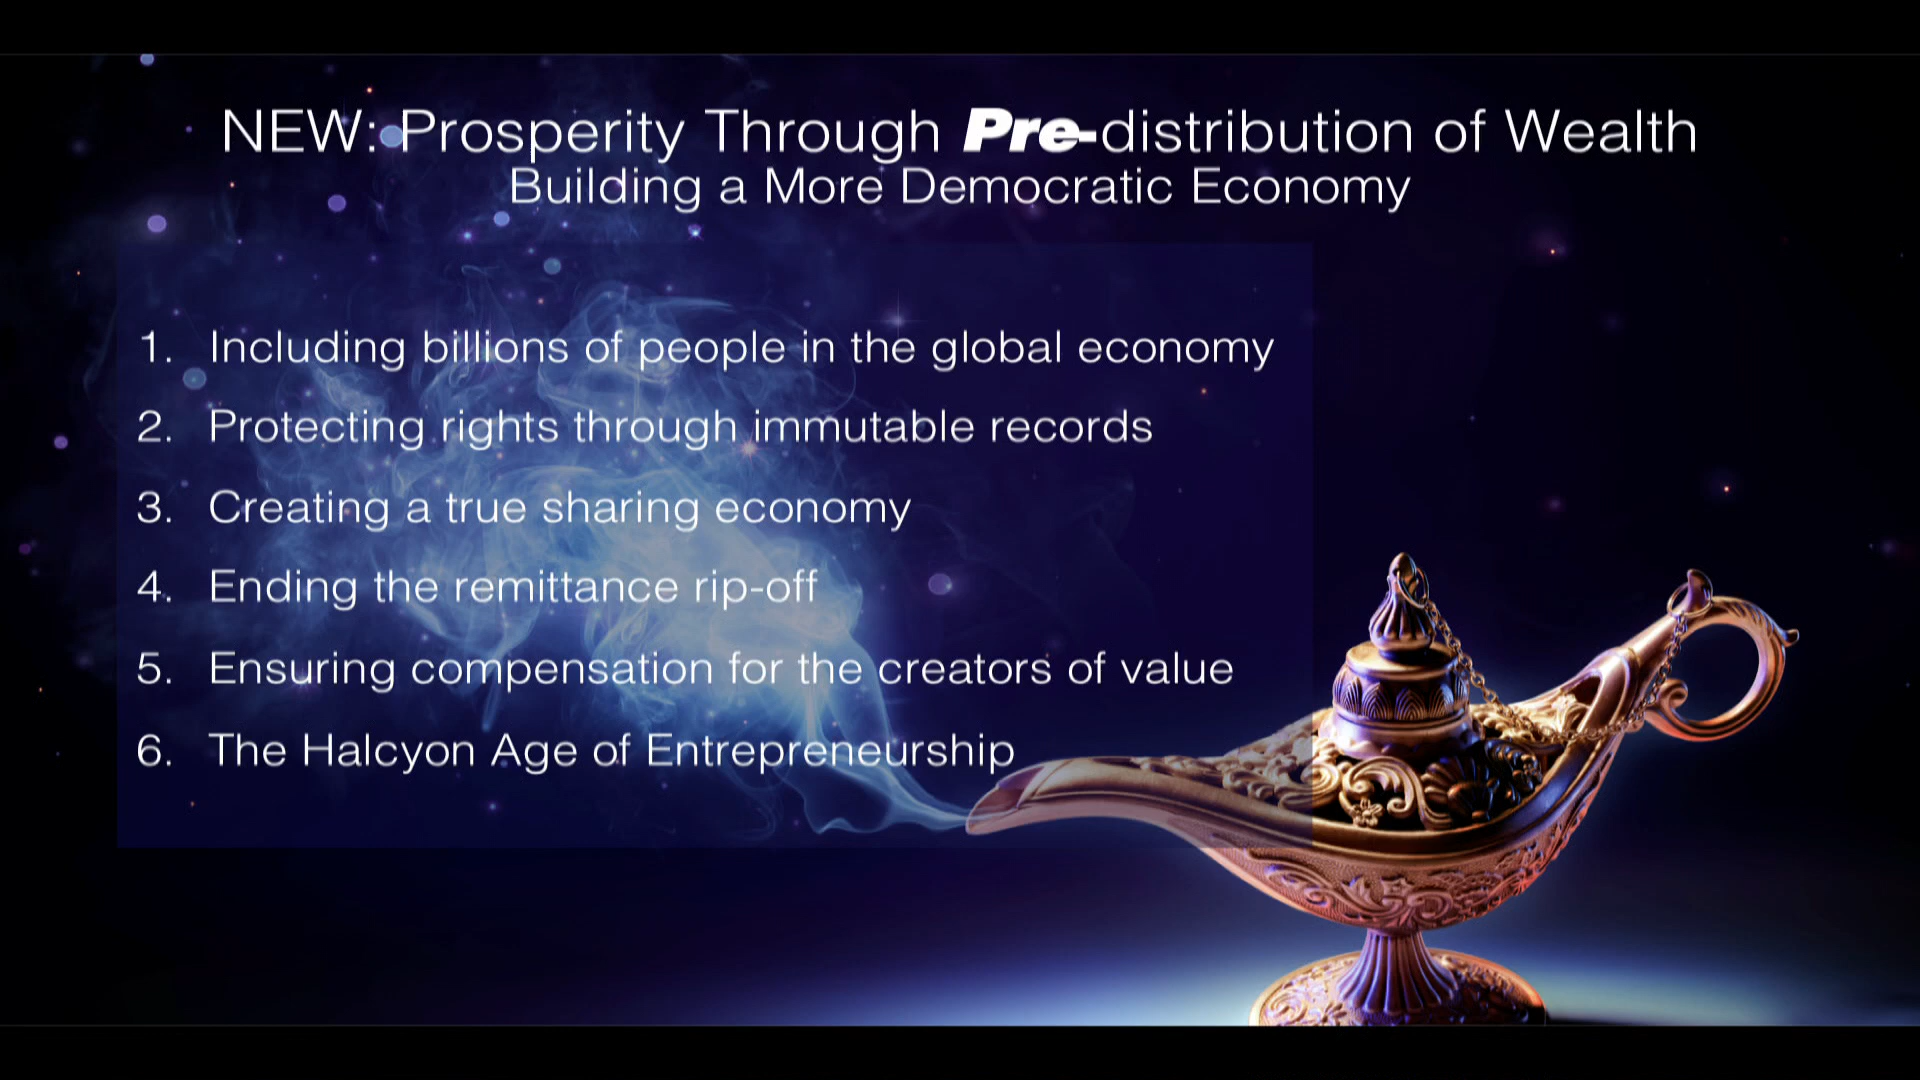 NEW: Prosperity Through Pre-distribution of Wealth
Building a More Democratic Economy
1. Including billions of people in the global economy
2. Protecting rights through immutable records
3. Creating a true sharing economy
4. Ending the remittance rip-off
5. Ensuring compensation for the creators of value
6. The Halcyon Age of Entrepreneurship